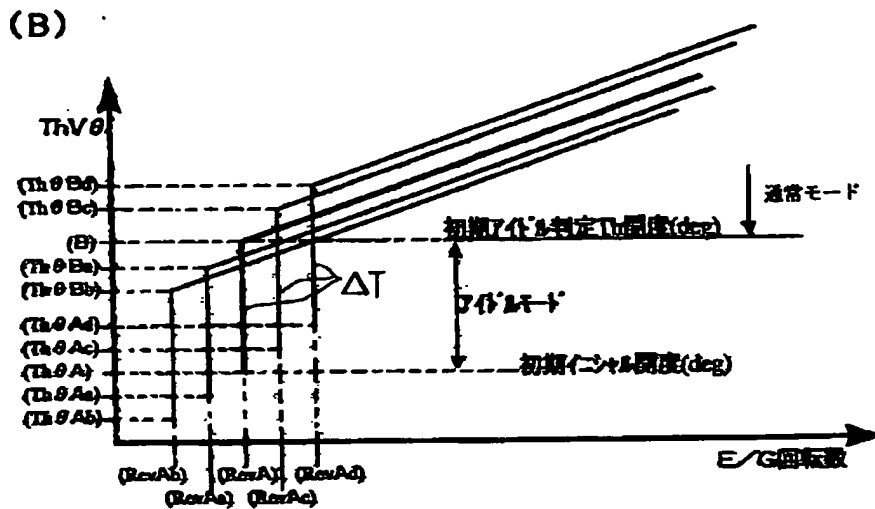 (B)
ThVθ
(ThθBd)
(ThθBc)
(B)
(ThθBa)
(ThθBb)
(ThθAd)
(ThθAc)
(ThθA)
(ThθAa)
(ThθAb)
通常モード
初期アイドル判定Th開度(deg)
ΔT
アイドルモード
初期イニシャル開度(deg)
(RevAb)
(RevA)
(RevAd)
(RevAa)
(RevAc)
E/G回転数